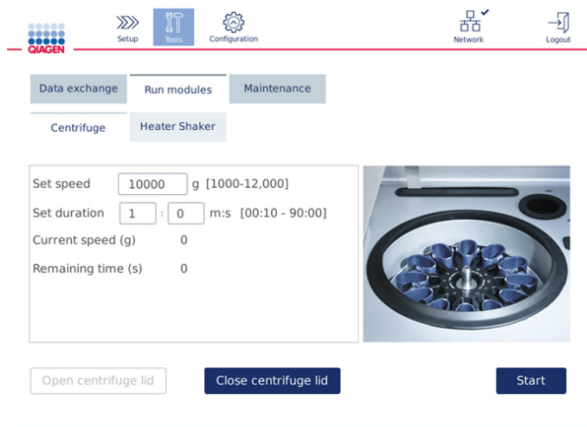 QIAGEN
Setup
Tools
Configuration
Network
Logout
Data exchange Run modules Maintenance
Centrifuge Heater Shaker
Set speed 10000 g [1000-12,000]
Set duration 1 : 0 m:s [00:10 - 90:00]
Current speed (g) 0
Remaining time (s) 0
Open centrifuge lid Close centrifuge lid Start